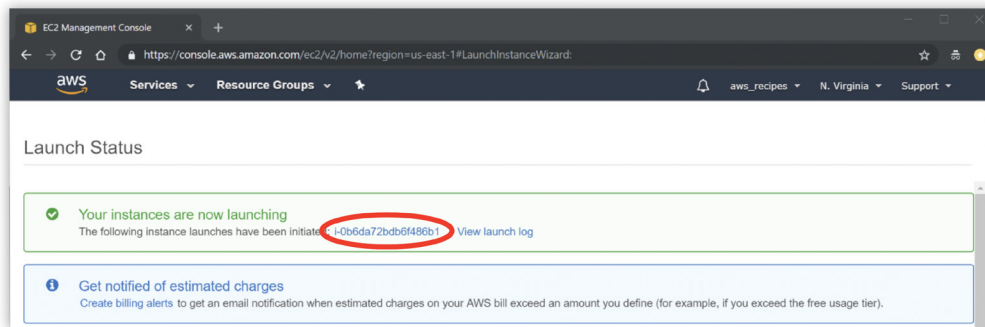 EC2 Management Console
https://console.aws.amazon.com/ec2/v2/home?region=us-east-1#LaunchInstanceWizard:
aws Services Resource Groups aws_recipes N. Virginia Support
Launch Status
Your instances are now launching
The following instance launches have been initiated: i-0b6da72bdb6f486b1 View launch log
Get notified of estimated charges
Create billing alerts to get an email notification when estimated charges on your AWS bill exceed an amount you define (for example, if you exceed the free usage tier).